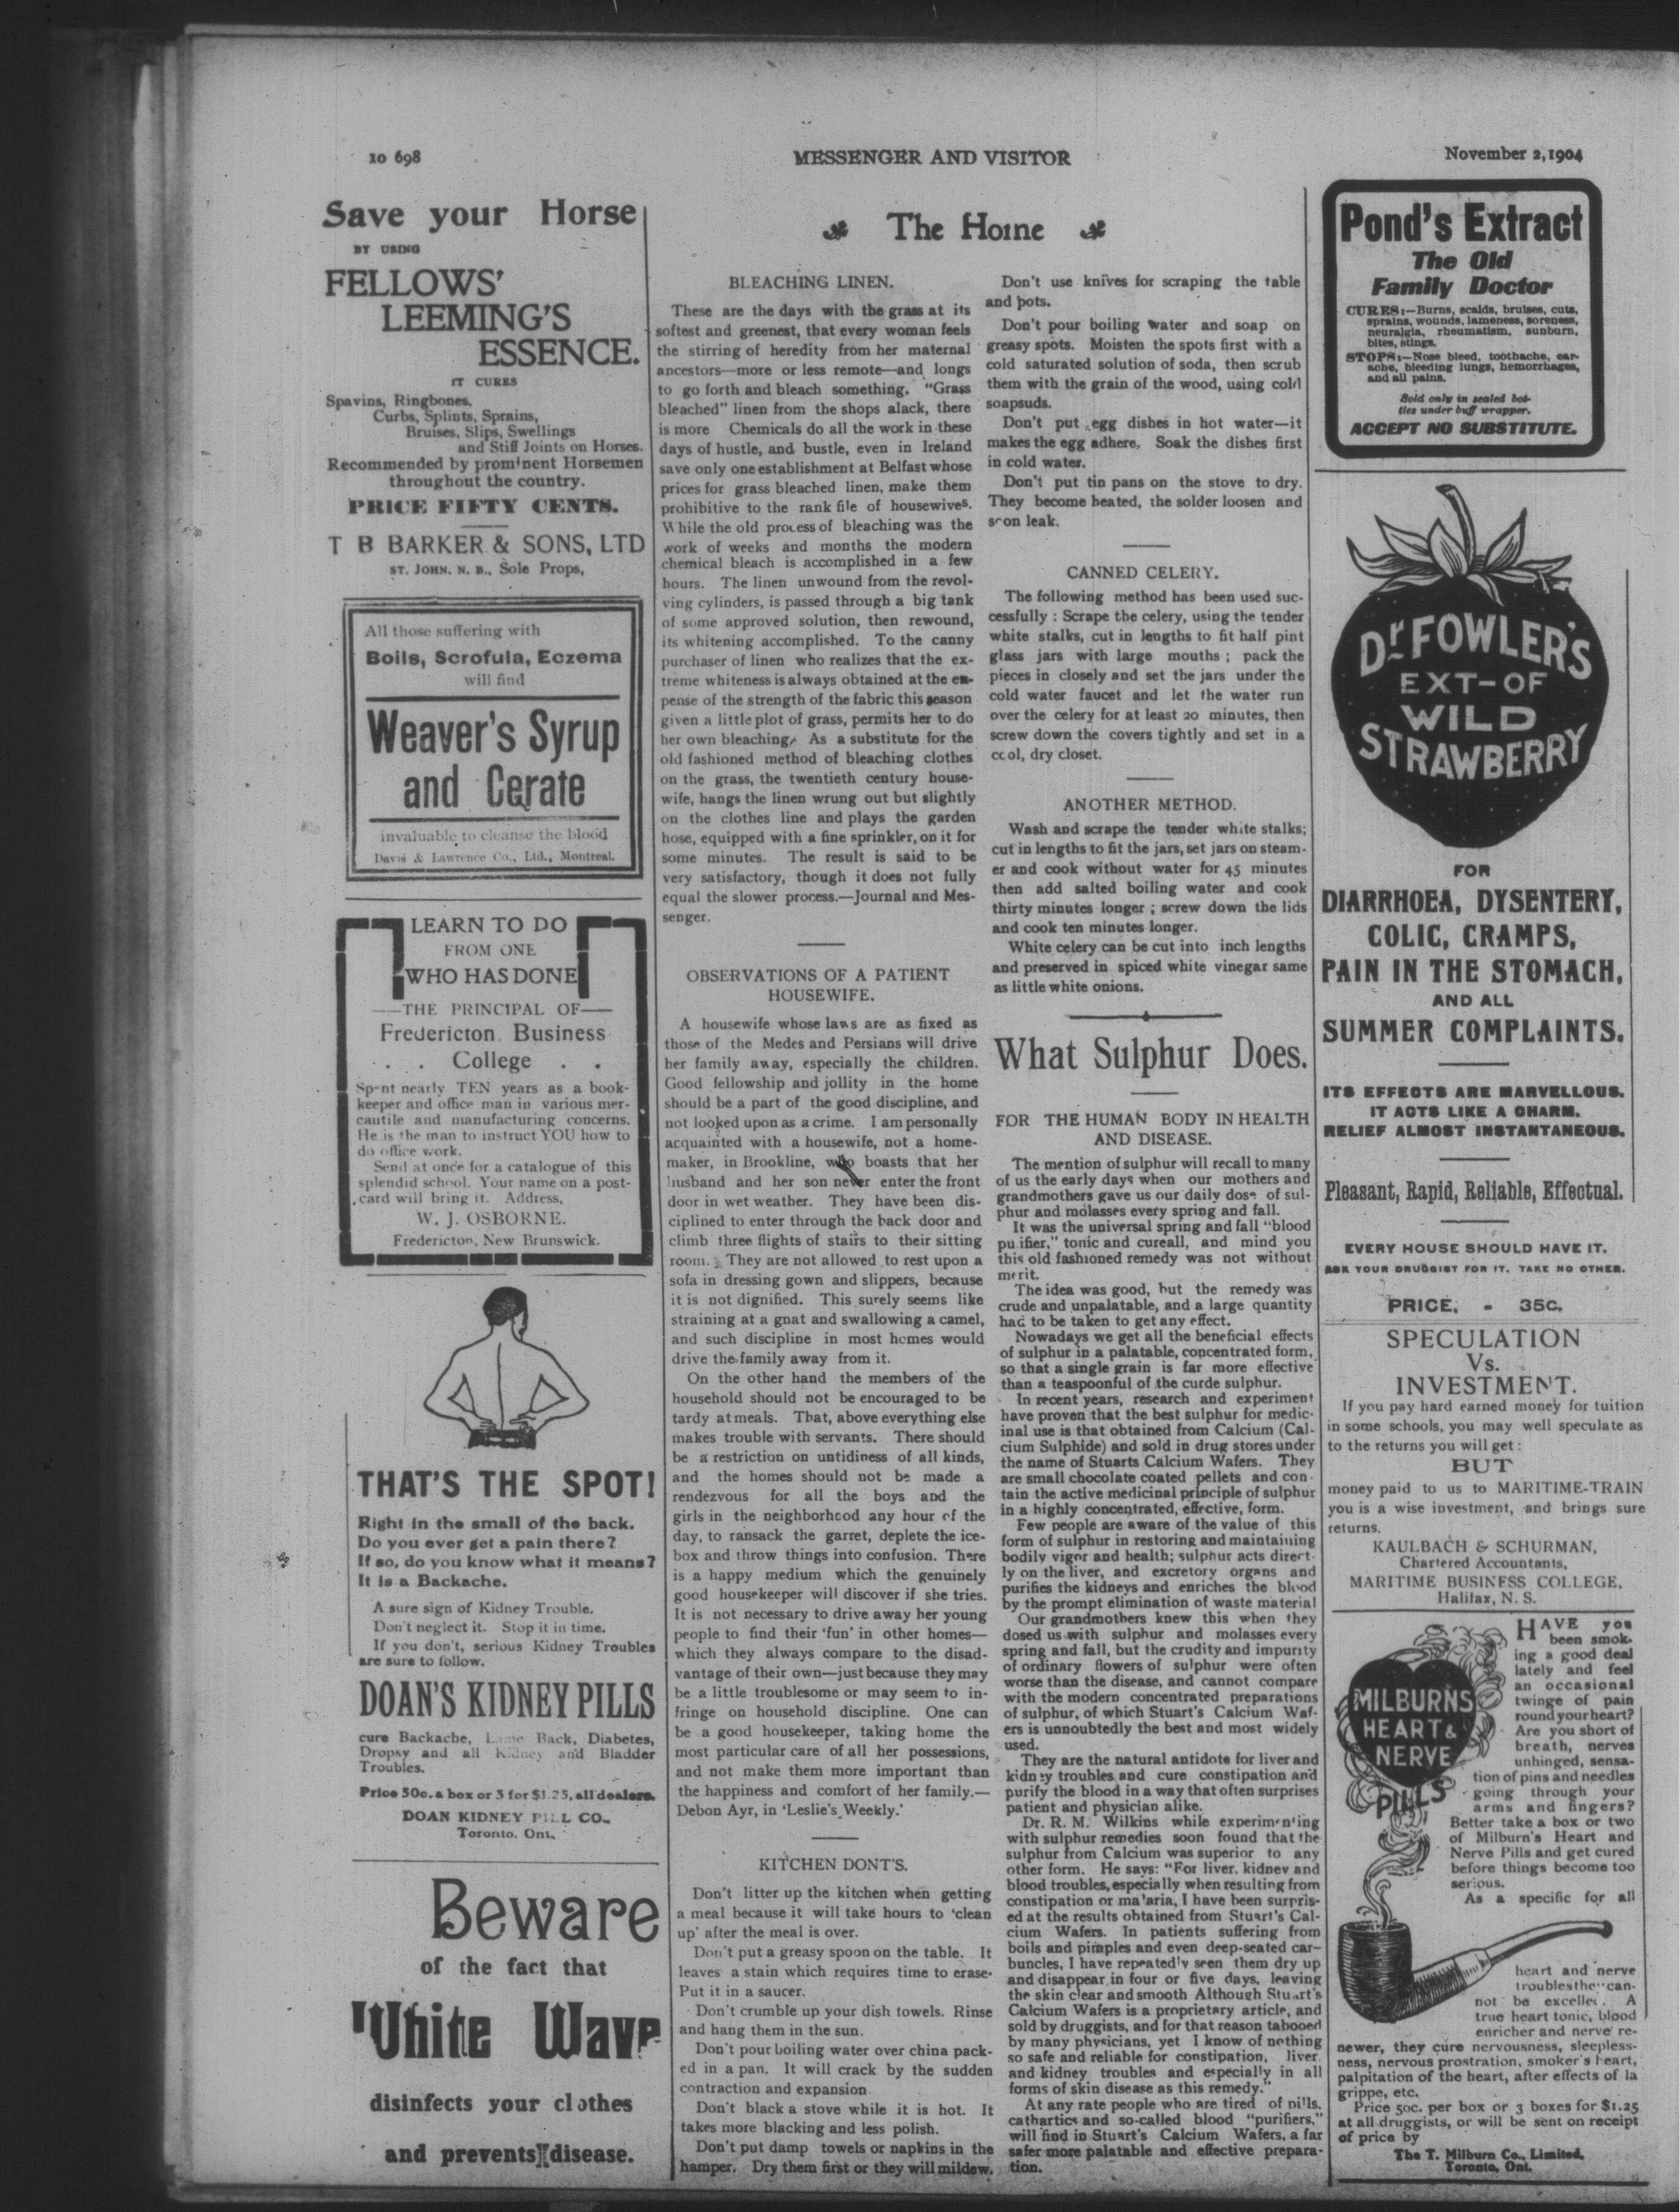 10 698
MESSENGER AND VISITOR
November 2, 1904
Save your Horse
BY USING
FELLOWS'
LEEMING'S
ESSENCE.
IT CURES
Spavins, Ringbones,
Curbs, Splints, Sprains,
Bruises, Slips, Swellings
and Stiff Joints on Horses.
Recommended by prominent Horsemen
throughout the country.
PRICE FIFTY CENTS.
T B BARKER & SONS, LTD
ST. JOHN. N. B., Sole Props,
All those suffering with
Boils, Scrofula, Eczema
will find
Weaver's Syrup
and Cerate
invaluable to cleanse the blood
Davis & Lawrence Co., Ltd., Montreal.
LEARN TO DO
FROM ONE
WHO HAS DONE
—THE PRINCIPAL OF—
Fredericton Business
. . College . .
Spent nearly TEN years as a book-
keeper and office man in various mer-
cantile and manufacturing concerns.
He is the man to instruct YOU how to
do office work.
Send at once for a catalogue of this
splendid school. Your name on a post-
card will bring it. Address,
W. J. OSBORNE.
Fredericton, New Brunswick.
THAT'S THE SPOT!
Right in the small of the back.
Do you ever get a pain there?
If so, do you know what it means?
It is a Backache.
A sure sign of Kidney Trouble.
Don't neglect it. Stop it in time.
If you don't, serious Kidney Troubles
are sure to follow.
DOAN'S KIDNEY PILLS
cure Backache, Lame Back, Diabetes,
Dropsy and all Kidney and Bladder
Troubles.
Price 50c. a box or 3 for $1.25, all dealers.
DOAN KIDNEY PILL CO.,
Toronto. Ont.
Beware
of the fact that
White Wave
disinfects your clothes
and prevents disease.
The Home
BLEACHING LINEN.
These are the days with the grass at its
softest and greenest, that every woman feels
the stirring of heredity from her maternal
ancestors—more or less remote—and longs
to go forth and bleach something. "Grass
bleached" linen from the shops alack, there
is more Chemicals do all the work in these
days of hustle, and bustle, even in Ireland
save only one establishment at Belfast whose
prices for grass bleached linen, make them
prohibitive to the rank file of housewives.
While the old process of bleaching was the
work of weeks and months the modern
chemical bleach is accomplished in a few
hours. The linen unwound from the revol-
ving cylinders, is passed through a big tank
of some approved solution, then rewound,
its whitening accomplished. To the canny
purchaser of linen who realizes that the ex-
treme whiteness is always obtained at the ex-
pense of the strength of the fabric this season
given a little plot of grass, permits her to do
her own bleaching. As a substitute for the
old fashioned method of bleaching clothes
on the grass, the twentieth century house-
wife, hangs the linen wrung out but slightly
on the clothes line and plays the garden
hose, equipped with a fine sprinkler, on it for
some minutes. The result is said to be
very satisfactory, though it does not fully
equal the slower process.—Journal and Mes-
senger.
OBSERVATIONS OF A PATIENT
HOUSEWIFE.
A housewife whose laws are as fixed as
those of the Medes and Persians will drive
her family away, especially the children.
Good fellowship and jollity in the home
should be a part of the good discipline, and
not looked upon as a crime. I am personally
acquainted with a housewife, not a home-
maker, in Brookline, who boasts that her
husband and her son never enter the front
door in wet weather. They have been dis-
ciplined to enter through the back door and
climb three flights of stairs to their sitting
room. They are not allowed to rest upon a
sofa in dressing gown and slippers, because
it is not dignified. This surely seems like
straining at a gnat and swallowing a camel,
and such discipline in most homes would
drive the family away from it.
On the other hand the members of the
household should not be encouraged to be
tardy at meals. That, above everything else
makes trouble with servants. There should
be a restriction on untidiness of all kinds,
and the homes should not be made a
rendezvous for all the boys and the
girls in the neighborhood any hour of the
day, to ransack the garret, deplete the ice-
box and throw things into confusion. There
is a happy medium which the genuinely
good housekeeper will discover if she tries.
It is not necessary to drive away her young
people to find their 'fun' in other homes—
which they always compare to the disad-
vantage of their own—just because they may
be a little troublesome or may seem to in-
fringe on household discipline. One can
be a good housekeeper, taking home the
most particular care of all her possessions,
and not make them more important than
the happiness and comfort of her family.—
Debon Ayr, in 'Leslie's Weekly.'
KITCHEN DONT'S.
Don't litter up the kitchen when getting
a meal because it will take hours to 'clean
up' after the meal is over.
Don't put a greasy spoon on the table. It
leaves a stain which requires time to erase.
Put it in a saucer.
Don't crumble up your dish towels. Rinse
and hang them in the sun.
Don't pour boiling water over china pack-
ed in a pan. It will crack by the sudden
contraction and expansion
Don't black a stove while it is hot. It
takes more blacking and less polish.
Don't put damp towels or napkins in the
hamper. Dry them first or they will mildew.
Don't use knives for scraping the table
and pots.
Don't pour boiling water and soap on
greasy spots. Moisten the spots first with a
cold saturated solution of soda, then scrub
them with the grain of the wood, using cold
soapsuds.
Don't put egg dishes in hot water—it
makes the egg adhere. Soak the dishes first
in cold water.
Don't put tin pans on the stove to dry.
They become heated, the solder loosen and
soon leak.
CANNED CELERY.
The following method has been used suc-
cessfully : Scrape the celery, using the tender
white stalks, cut in lengths to fit half pint
glass jars with large mouths ; pack the
pieces in closely and set the jars under the
cold water faucet and let the water run
over the celery for at least 20 minutes, then
screw down the covers tightly and set in a
cool, dry closet.
ANOTHER METHOD.
Wash and scrape the tender white stalks;
cut in lengths to fit the jars, set jars on steam-
er and cook without water for 45 minutes
then add salted boiling water and cook
thirty minutes longer ; screw down the lids
and cook ten minutes longer.
White celery can be cut into inch lengths
and preserved in spiced white vinegar same
as little white onions.
What Sulphur Does.
FOR THE HUMAN BODY IN HEALTH
AND DISEASE.
The mention of sulphur will recall to many
of us the early days when our mothers and
grandmothers gave us our daily dose of sul-
phur and molasses every spring and fall.
It was the universal spring and fall "blood
purifier," tonic and cureall, and mind you
this old fashioned remedy was not without
merit.
The idea was good, but the remedy was
crude and unpalatable, and a large quantity
had to be taken to get any effect.
Nowadays we get all the beneficial effects
of sulphur in a palatable, concentrated form,
so that a single grain is far more effective
than a teaspoonful of the curde sulphur.
In recent years, research and experiment
have proven that the best sulphur for medic-
inal use is that obtained from Calcium (Cal-
cium Sulphide) and sold in drug stores under
the name of Stuarts Calcium Wafers. They
are small chocolate coated pellets and con-
tain the active medicinal principle of sulphur
in a highly concentrated, effective, form.
Few people are aware of the value of this
form of sulphur in restoring and maintaining
bodily vigor and health; sulphur acts direct-
ly on the liver, and excretory organs and
purifies the kidneys and enriches the blood
by the prompt elimination of waste material
Our grandmothers knew this when they
dosed us with sulphur and molasses every
spring and fall, but the crudity and impurity
of ordinary flowers of sulphur were often
worse than the disease, and cannot compare
with the modern concentrated preparations
of sulphur, of which Stuart's Calcium Waf-
ers is unnoubtedly the best and most widely
used.
They are the natural antidote for liver and
kidney troubles and cure constipation and
purify the blood in a way that often surprises
patient and physician alike.
Dr. R. M. Wilkins while experimenting
with sulphur remedies soon found that the
sulphur from Calcium was superior to any
other form. He says: "For liver, kidney and
blood troubles, especially when resulting from
constipation or malaria, I have been surpris-
ed at the results obtained from Stuart's Cal-
cium Wafers. In patients suffering from
boils and pimples and even deep-seated car-
buncles, I have repeatedly seen them dry up
and disappear in four or five days, leaving
the skin clear and smooth Although Stuart's
Calcium Wafers is a proprietary article, and
sold by druggists, and for that reason tabooed
by many physicians, yet I know of nothing
so safe and reliable for constipation, liver
and kidney troubles and especially in all
forms of skin disease as this remedy."
At any rate people who are tired of pills,
cathartics and so-called blood "purifiers,"
will find in Stuart's Calcium Wafers, a far
safer more palatable and effective prepara-
tion.
Pond's Extract
The Old
Family Doctor
CURES:—Burns, scalds, bruises, cuts,
sprains, wounds, lameness, soreness,
neuralgia, rheumatism, sunburn,
bites, stings.
STOPS:—Nose bleed, toothache, ear-
ache, bleeding lungs, hemorrhages,
and all pains.
Sold only in sealed bot-
tles under buff wrapper.
ACCEPT NO SUBSTITUTE.
Dr FOWLER'S
EXT-OF
WILD
STRAWBERRY
FOR
DIARRHOEA, DYSENTERY,
COLIC, CRAMPS,
PAIN IN THE STOMACH,
AND ALL
SUMMER COMPLAINTS.
ITS EFFECTS ARE MARVELLOUS.
IT ACTS LIKE A CHARM.
RELIEF ALMOST INSTANTANEOUS.
Pleasant, Rapid, Reliable, Effectual.
EVERY HOUSE SHOULD HAVE IT.
ASK YOUR DRUGGIST FOR IT. TAKE NO OTHER.
PRICE, - 35C.
SPECULATION
Vs.
INVESTMENT.
If you pay hard earned money for tuition
in some schools, you may well speculate as
to the returns you will get :
BUT
money paid to us to MARITIME-TRAIN
you is a wise investment, and brings sure
returns.
KAULBACH & SCHURMAN,
Chartered Accountants,
MARITIME BUSINESS COLLEGE,
Halifax, N. S.
MILBURNS
HEART &
NERVE
PILLS
HAVE you
been smok-
ing a good deal
lately and feel
an occasional
twinge of pain
round your heart?
Are you short of
breath, nerves
unhinged, sensa-
tion of pins and needles
going through your
arms and fingers?
Better take a box or two
of Milburn's Heart and
Nerve Pills and get cured
before things become too
serious.
As a specific for all
heart and nerve
troubles they can-
not be excelled. A
true heart tonic, blood
enricher and nerve re-
newer, they cure nervousness, sleepless-
ness, nervous prostration, smoker's heart,
palpitation of the heart, after effects of la
grippe, etc.
Price 50c. per box or 3 boxes for $1.25
at all druggists, or will be sent on receipt
of price by
The T. Milburn Co., Limited,
Toronto, Ont.